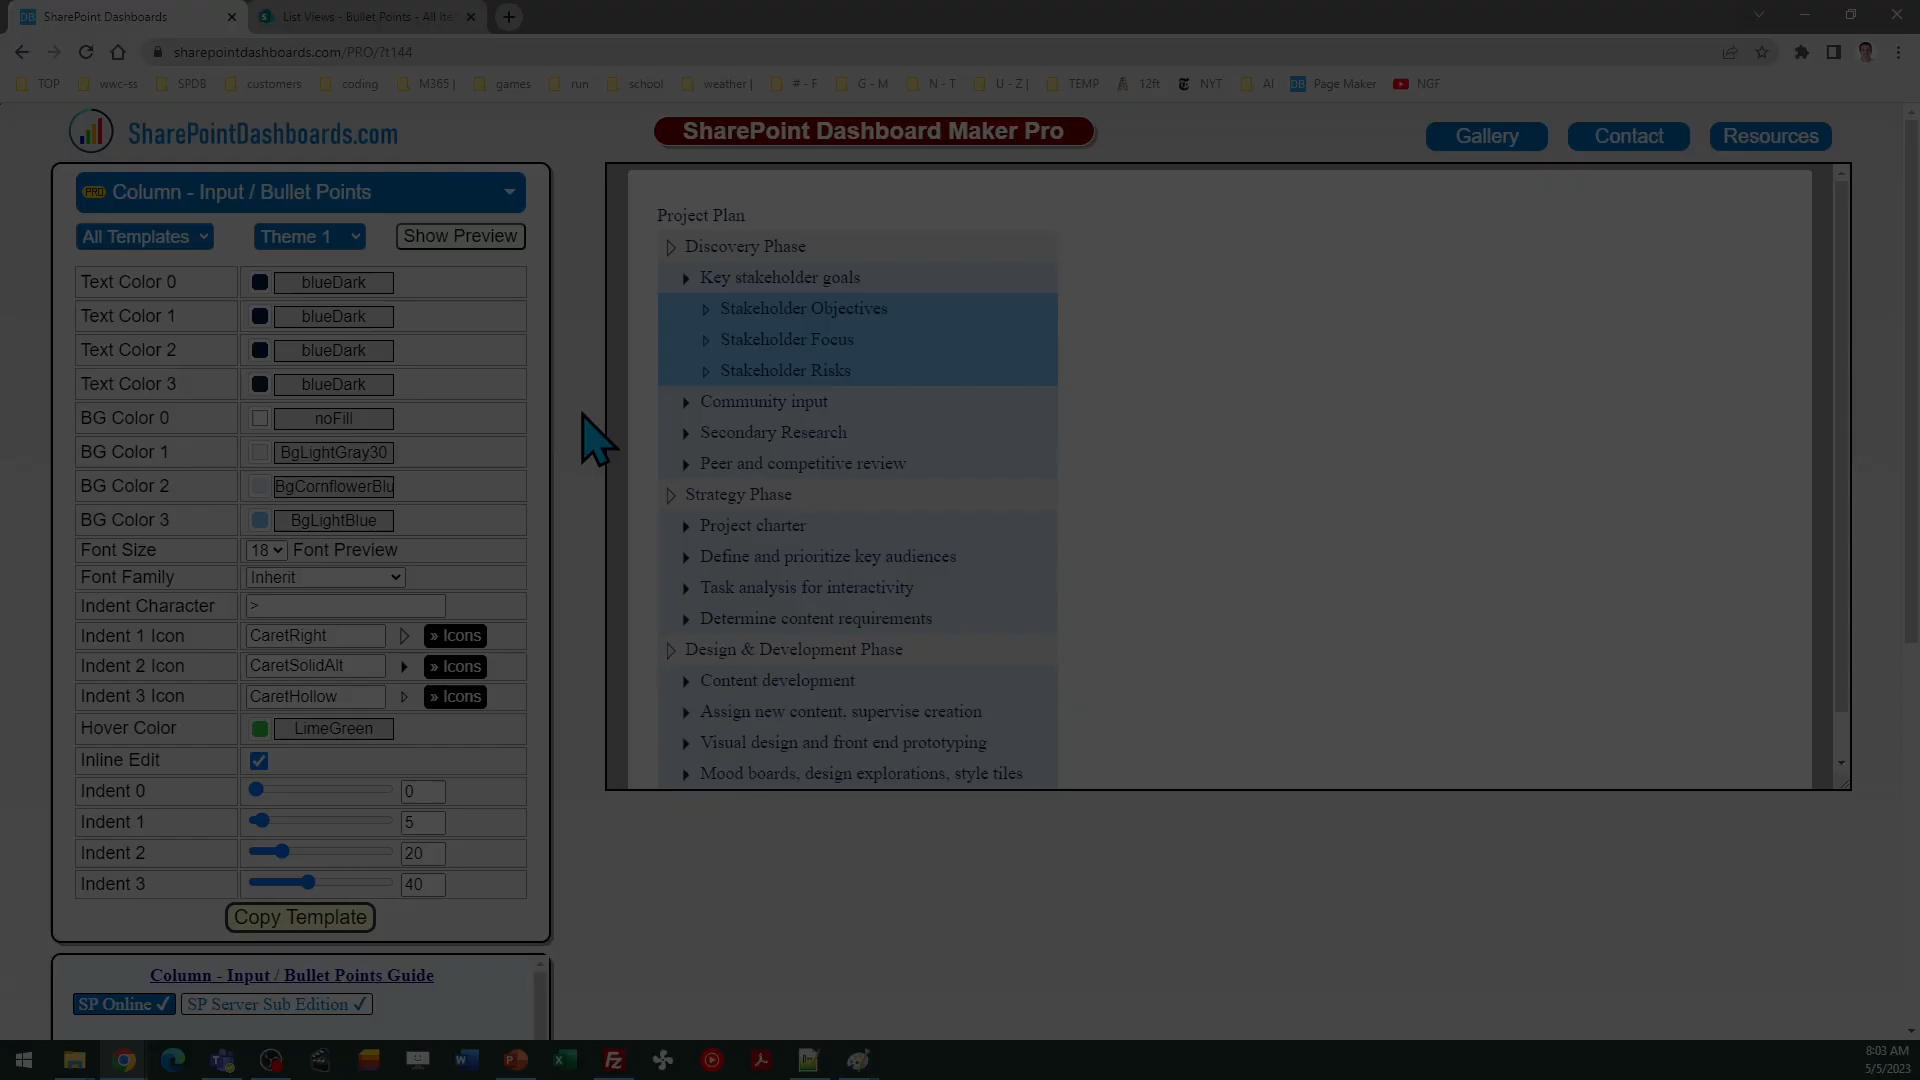 SharePoint Dashboards
List Views - Bullet Points - All Ite
sharepointdashboards.com/PRO/?t144
TOP wwc-ss SPDB customers coding M365 | games run school weather | # - F G - M N - T U - Z | TEMP 12ft NYT AI Page Maker NGF
SharePointDashboards.com
SharePoint Dashboard Maker Pro
Gallery Contact Resources
PRO Column - Input / Bullet Points
All Templates Theme 1 Show Preview
Text Color 0 blueDark
Text Color 1 blueDark
Text Color 2 blueDark
Text Color 3 blueDark
BG Color 0 noFill
BG Color 1 BgLightGray30
BG Color 2 BgCornflowerBlu
BG Color 3 BgLightBlue
Font Size 18 Font Preview
Font Family Inherit
Indent Character >
Indent 1 Icon CaretRight » Icons
Indent 2 Icon CaretSolidAlt » Icons
Indent 3 Icon CaretHollow » Icons
Hover Color LimeGreen
Inline Edit
Indent 0 0
Indent 1 5
Indent 2 20
Indent 3 40
Copy Template
Column - Input / Bullet Points Guide
SP Online ✓ SP Server Sub Edition ✓
Project Plan
Discovery Phase
Key stakeholder goals
Stakeholder Objectives
Stakeholder Focus
Stakeholder Risks
Community input
Secondary Research
Peer and competitive review
Strategy Phase
Project charter
Define and prioritize key audiences
Task analysis for interactivity
Determine content requirements
Design & Development Phase
Content development
Assign new content, supervise creation
Visual design and front end prototyping
Mood boards, design explorations, style tiles
8:03 AM
5/5/2023